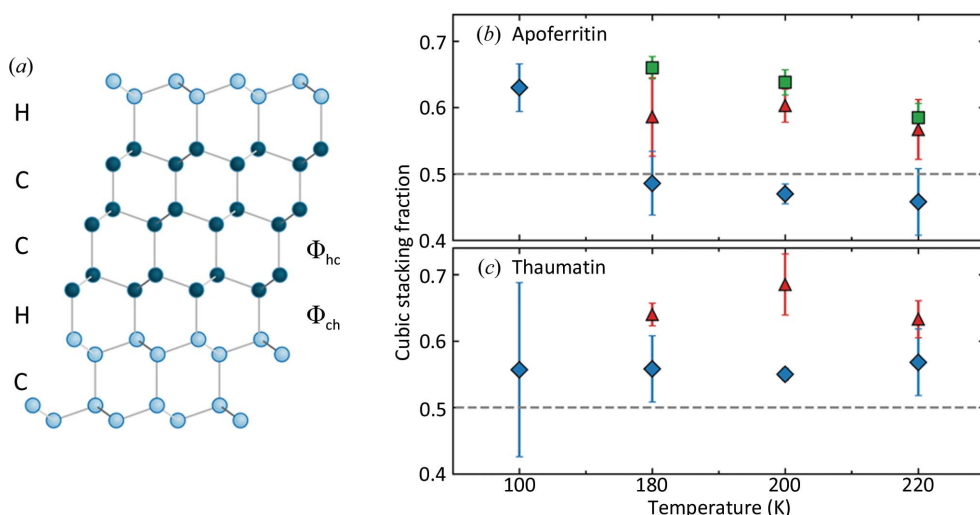 (a)
H
C
C
Φhc
H
Φch
C
Cubic stacking fraction
(b) Apoferritin
0.7
0.6
0.5
0.4
(c) Thaumatin
0.7
0.6
0.5
0.4
100 180 200 220
Temperature (K)